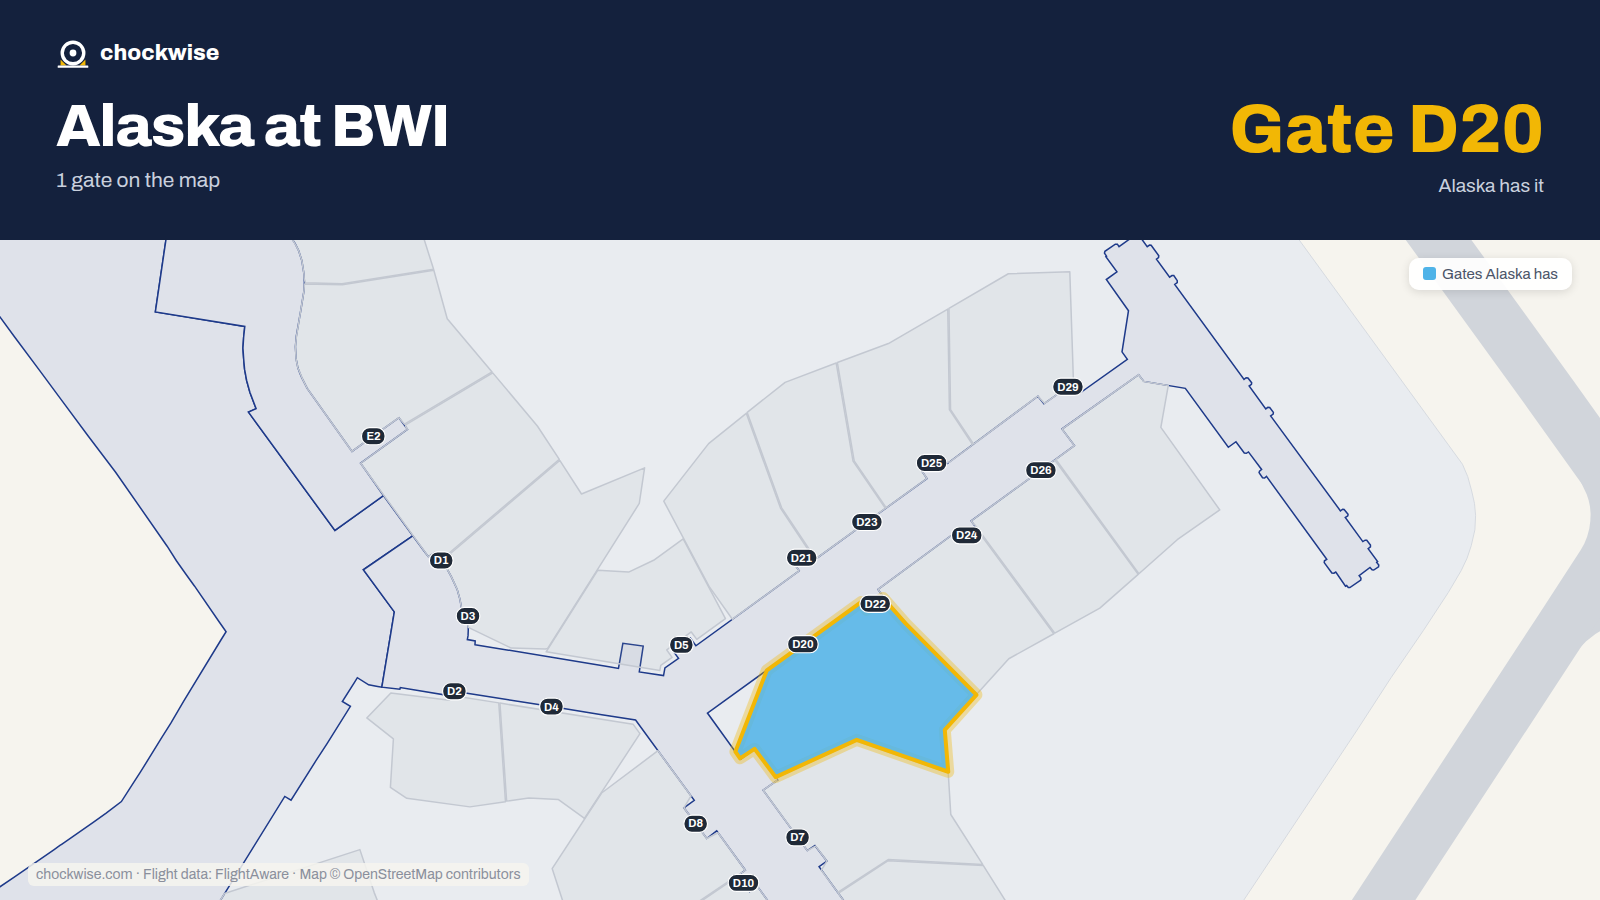 chockwise
Alaska at BWI
1 gate on the map
Gate D20
Alaska has it
Gates Alaska has
D29
E2
D25
D26
D23
D24
D21
D1
D22
D3
D20
D5
D2
D4
D8
D7
D10
chockwise.com · Flight data: FlightAware · Map © OpenStreetMap contributors